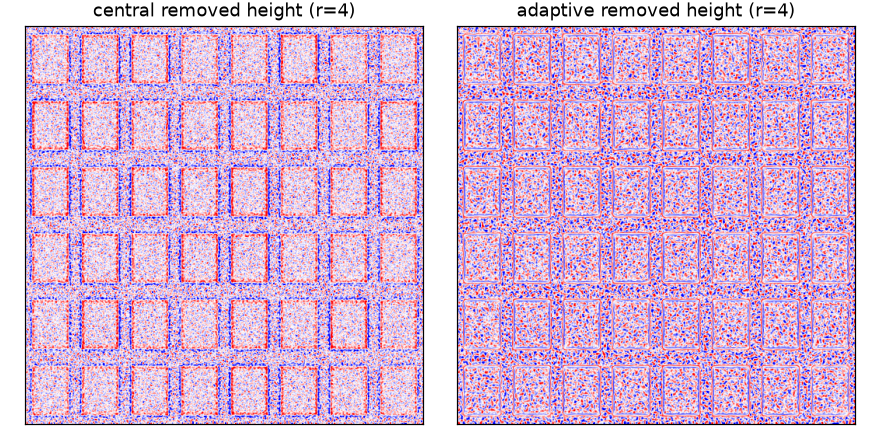 central removed height (r=4)
adaptive removed height (r=4)